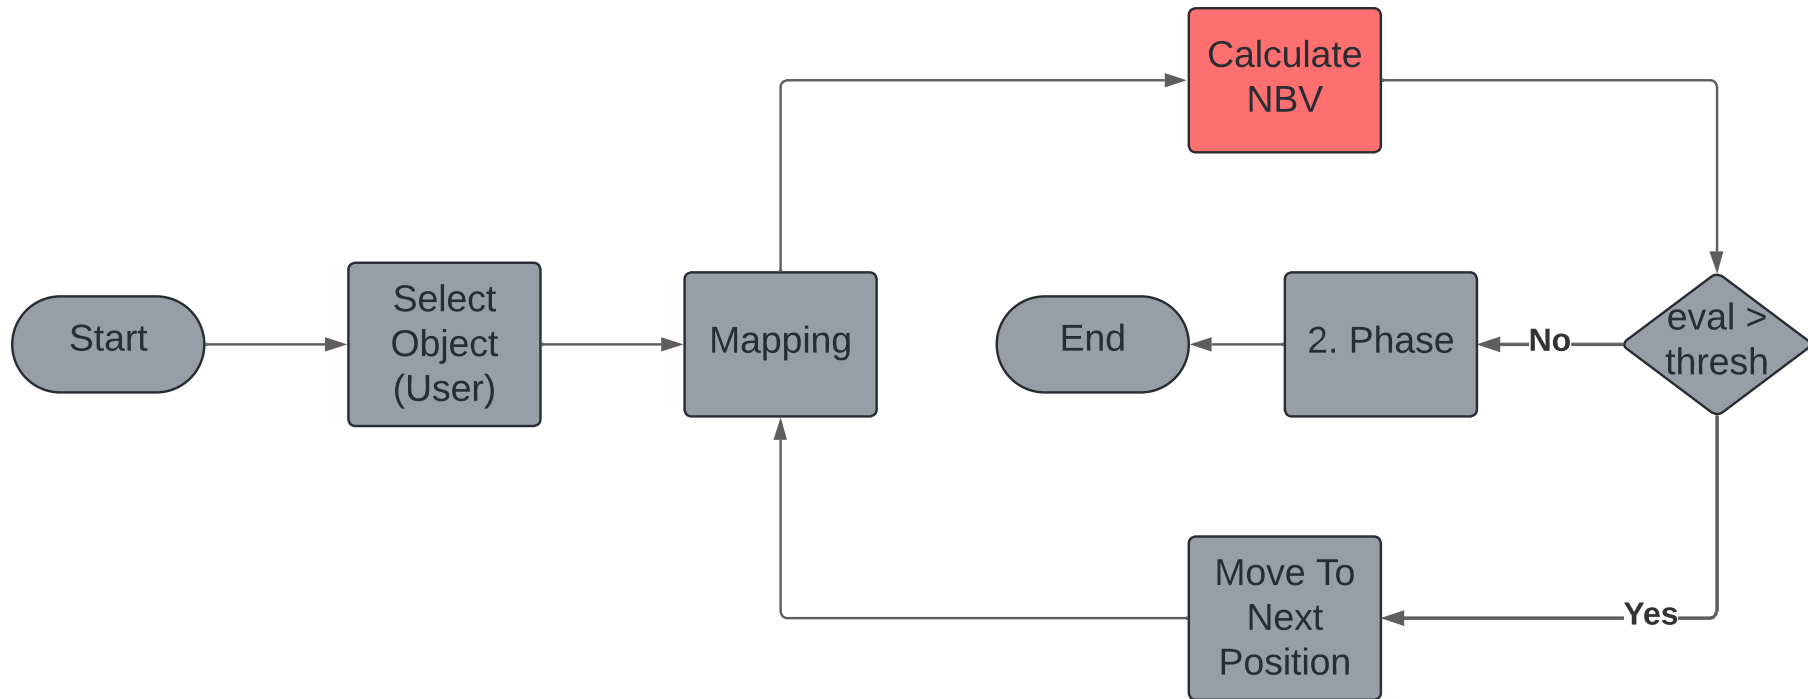 Start
Select
Object
(User)
Mapping
Calculate
NBV
eval >
thresh
No
2. Phase
End
Yes
Move To
Next
Position